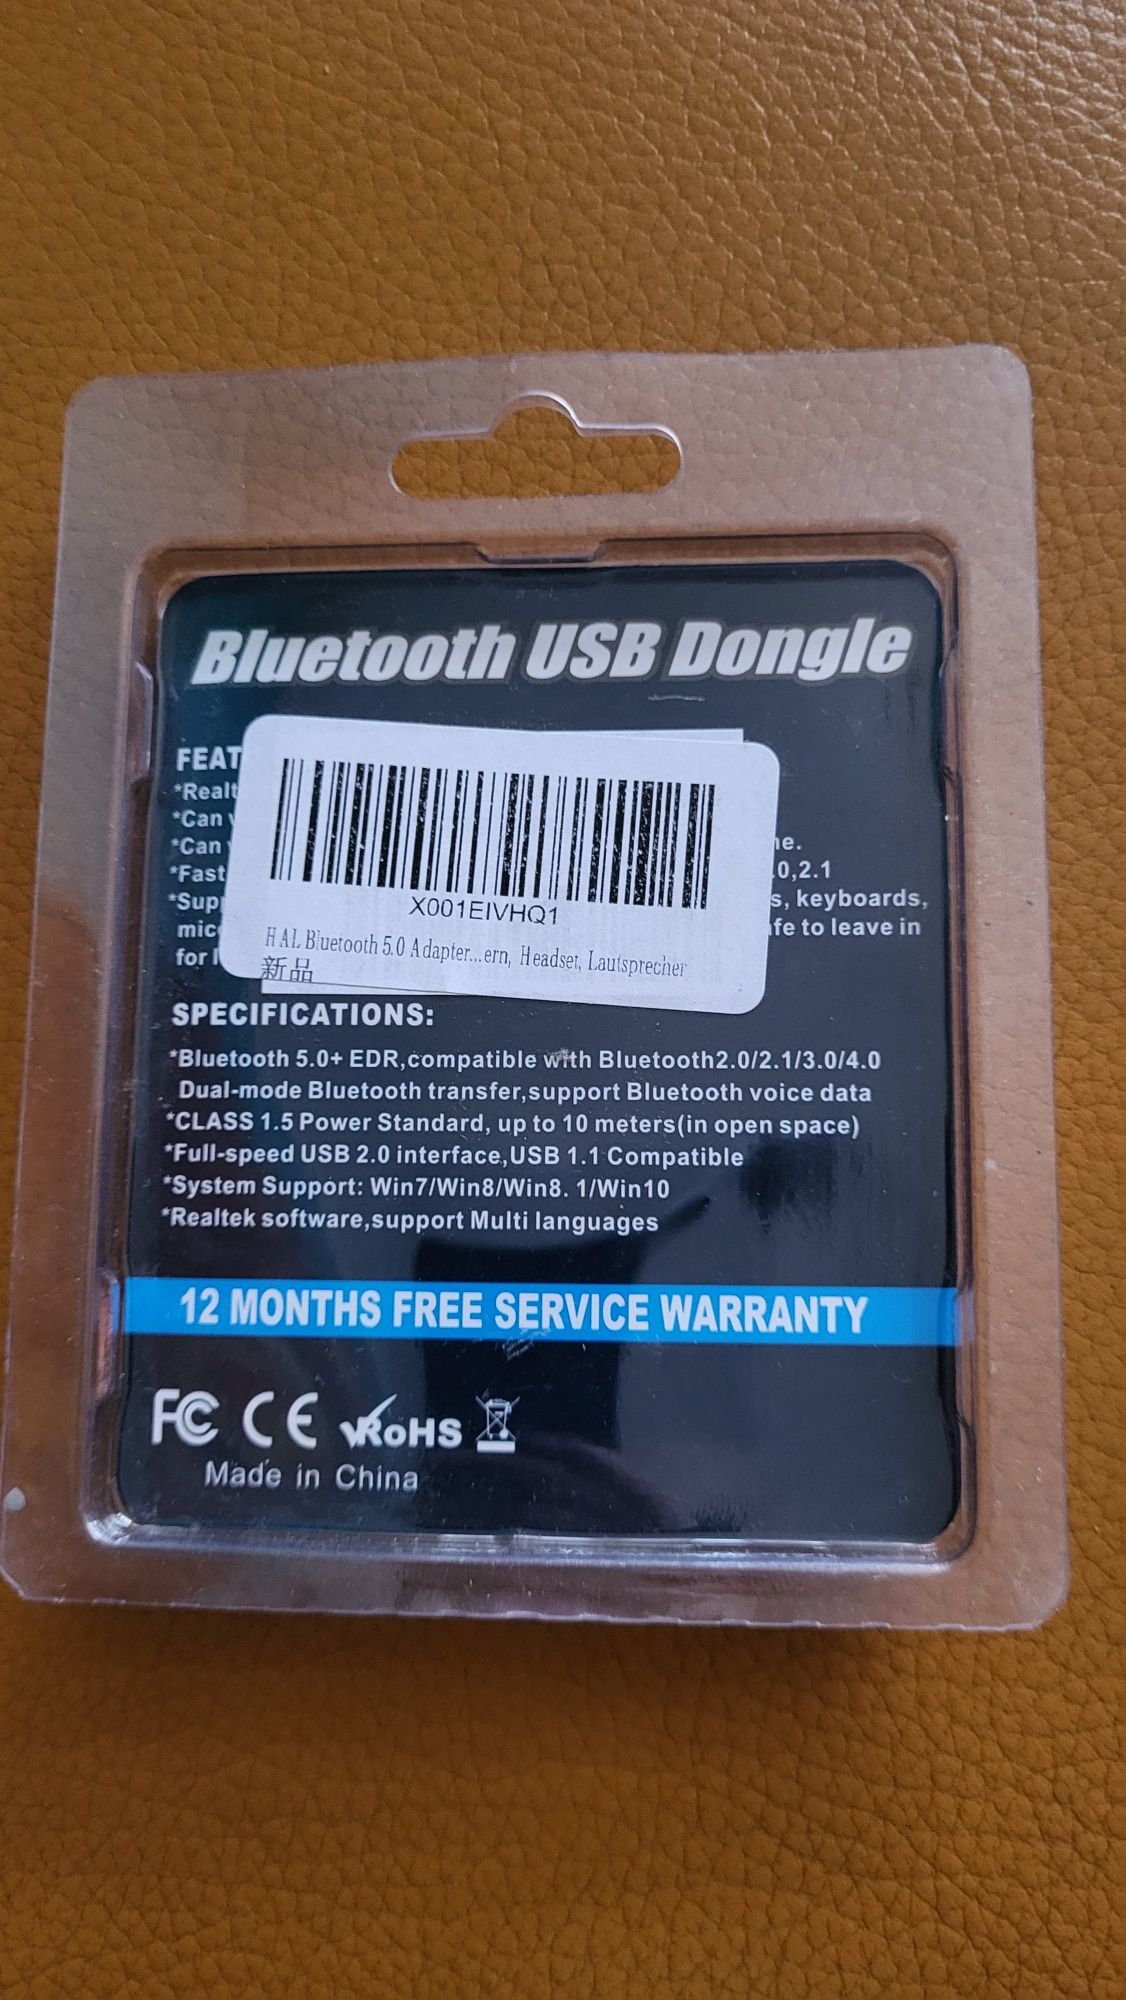 Bluetooth USB Dongle
FEAT
*Realt
*Can
*Can
*Fast .0,2.1
*Supp s, keyboards,
mic fe to leave in
for
X001EIVHQ1
HAL Bluetooth 5.0 Adapter...ern, Headset, Lautsprecher
新品
SPECIFICATIONS:
*Bluetooth 5.0+ EDR,compatible with Bluetooth2.0/2.1/3.0/4.0
Dual-mode Bluetooth transfer,support Bluetooth voice data
*CLASS 1.5 Power Standard, up to 10 meters(in open space)
*Full-speed USB 2.0 interface,USB 1.1 Compatible
*System Support: Win7/Win8/Win8. 1/Win10
*Realtek software,support Multi languages
12 MONTHS FREE SERVICE WARRANTY
FC CE RoHS
Made in China